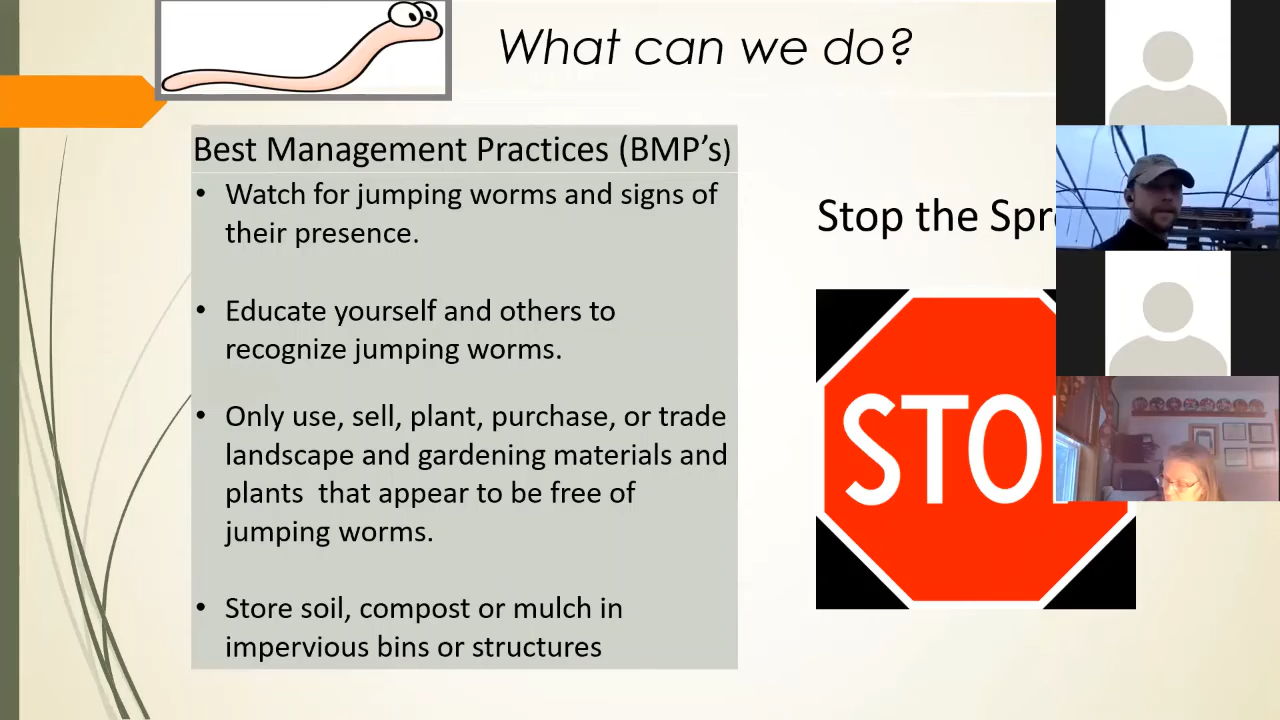 What can we do?
Best Management Practices (BMP’s)
• Watch for jumping worms and signs of
their presence.
• Educate yourself and others to
recognize jumping worms.
• Only use, sell, plant, purchase, or trade
landscape and gardening materials and
plants  that appear to be free of
jumping worms.
• Store soil, compost or mulch in
impervious bins or structures
Stop the Spr
STO